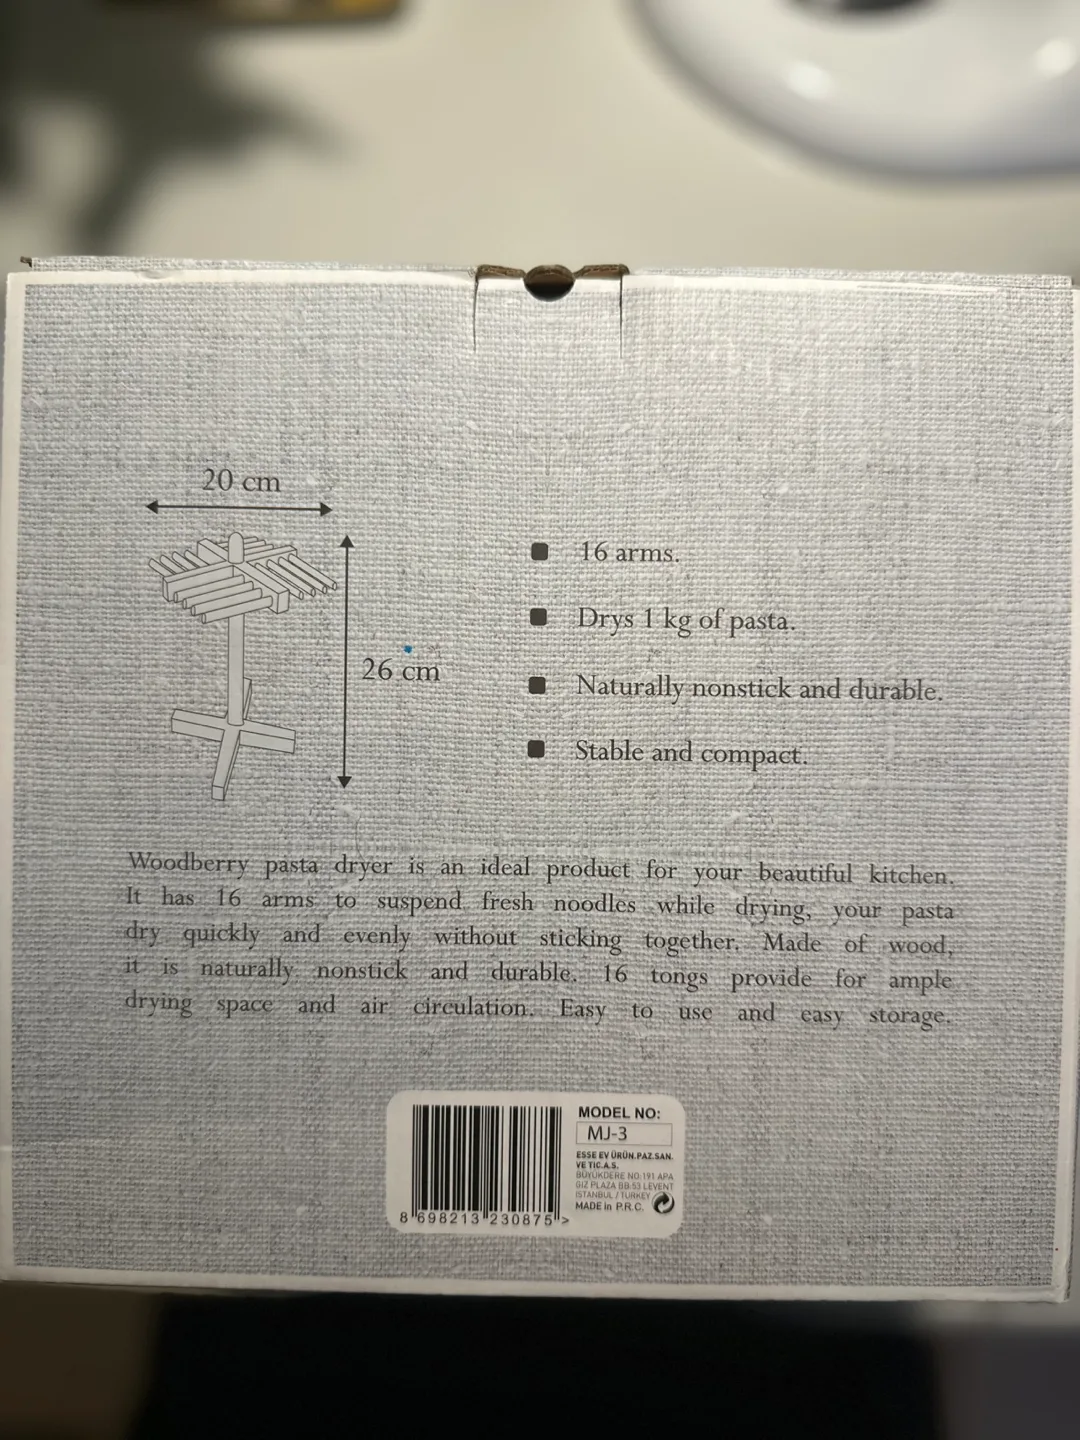 20 cm
26 cm
16 arms.
Drys 1 kg of pasta.
Naturally nonstick and durable.
Stable and compact.
Woodberry pasta dryer is an ideal product for your beautiful kitchen.
It has 16 arms to suspend fresh noodles while drying, your pasta
dry quickly and evenly without sticking together. Made of wood,
it is naturally nonstick and durable. 16 tongs provide for ample
drying space and air circulation. Easy to use and easy storage.
MODEL NO:
MJ-3
ESSE EV ÜRÜN.PAZ.SAN.
VE TIC.A.S.
BÜYÜKDERE NO:191 APA
GIZ PLAZA BB:53 LEVENT
ISTANBUL / TURKEY
MADE in P.R.C.
8 698213 230875 >